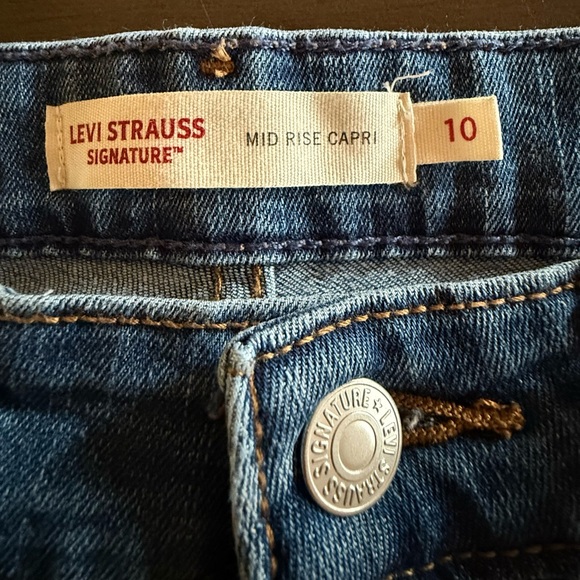 LEVI STRAUSS
SIGNATURE™
MID RISE CAPRI
10
SIGNATURE★LEVI STRAUSS